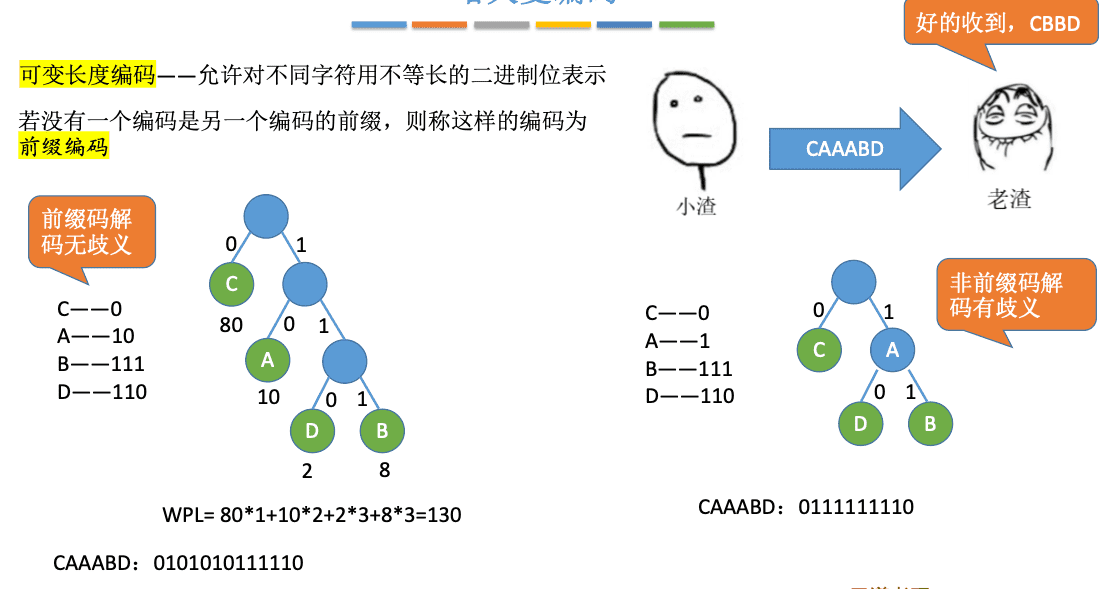 好的收到，CBBD
可变长度编码——允许对不同字符用不等长的二进制位表示
若没有一个编码是另一个编码的前缀，则称这样的编码为
前缀编码
CAAABD
小渣
老渣
前缀码解
码无歧义
0
1
C
80
0
1
A
10
0
1
D
B
2
8
C——0
A——10
B——111
D——110
WPL= 80*1+10*2+2*3+8*3=130
CAAABD：0101010111110
非前缀码解
码有歧义
0
1
C
A
0
1
D
B
C——0
A——1
B——111
D——110
CAAABD：0111111110